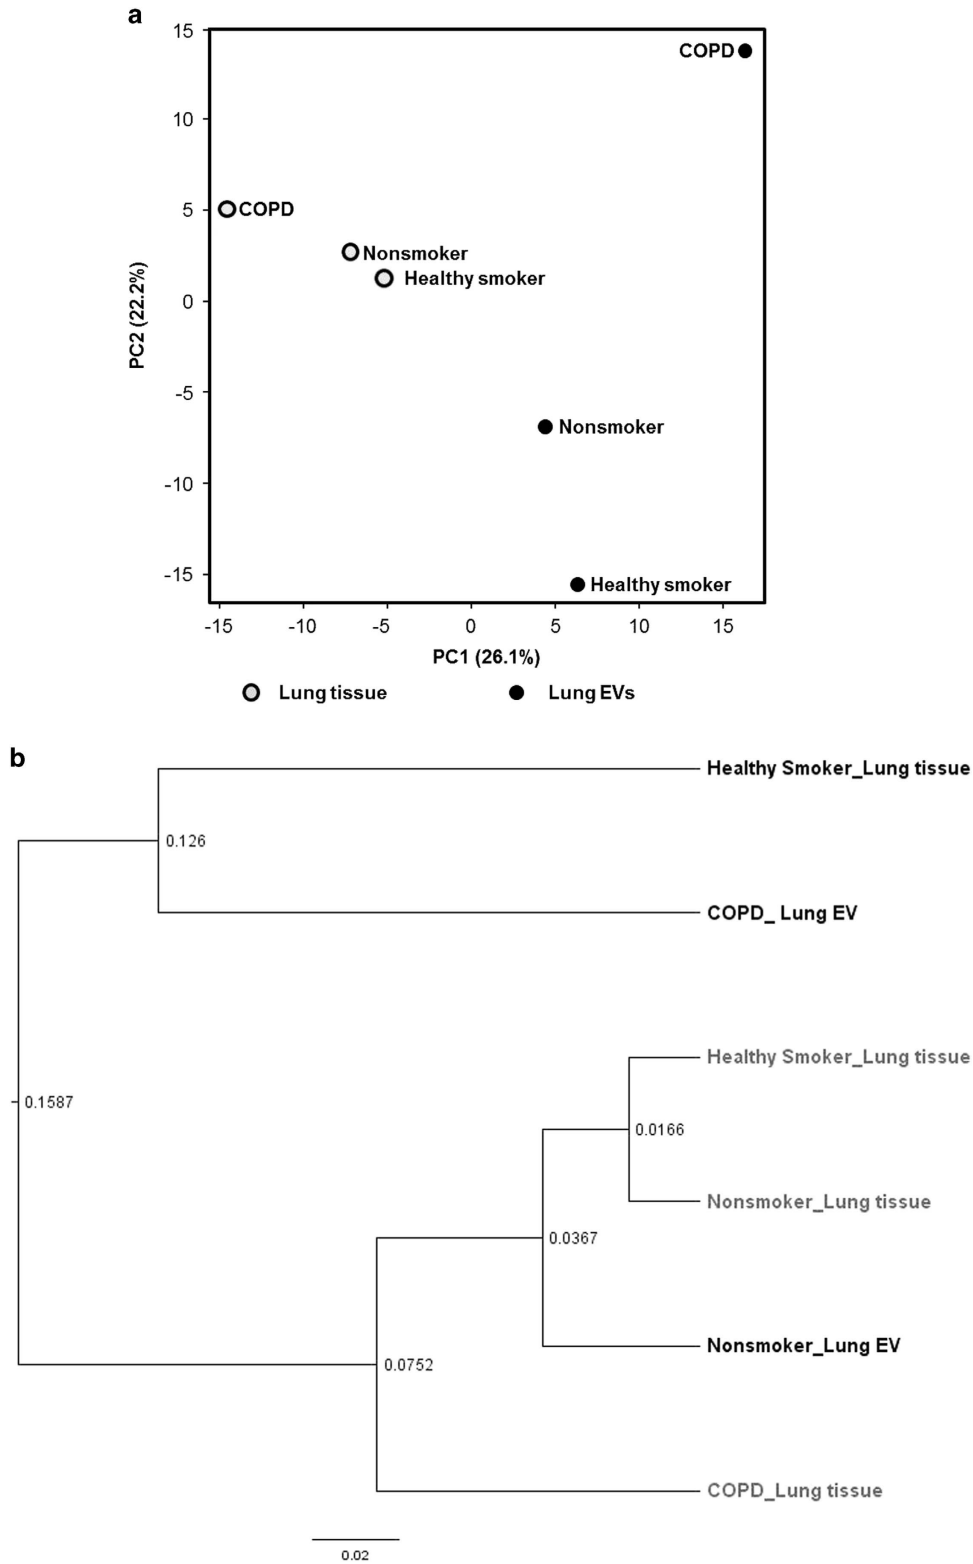 a
15
COPD
10
5
COPD
Nonsmoker
Healthy smoker
0
PC2 (22.2%)
-5
Nonsmoker
-10
-15
Healthy smoker
-15 -10 -5 0 5 10 15
PC1 (26.1%)
Lung tissue Lung EVs
b
Healthy Smoker_Lung tissue
0.126
COPD_ Lung EV
Healthy Smoker_Lung tissue
0.1587
0.0166
Nonsmoker_Lung tissue
0.0367
Nonsmoker_Lung EV
0.0752
COPD_Lung tissue
0.02